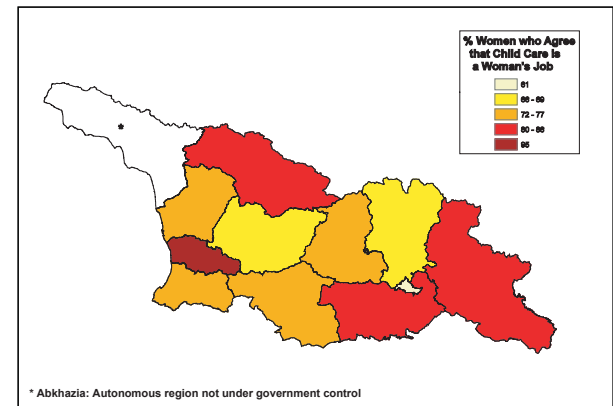 % Women who Agree
that Child Care is
a Woman's Job
61
66 - 69
72 - 77
80 - 86
95
*
* Abkhazia: Autonomous region not under government control